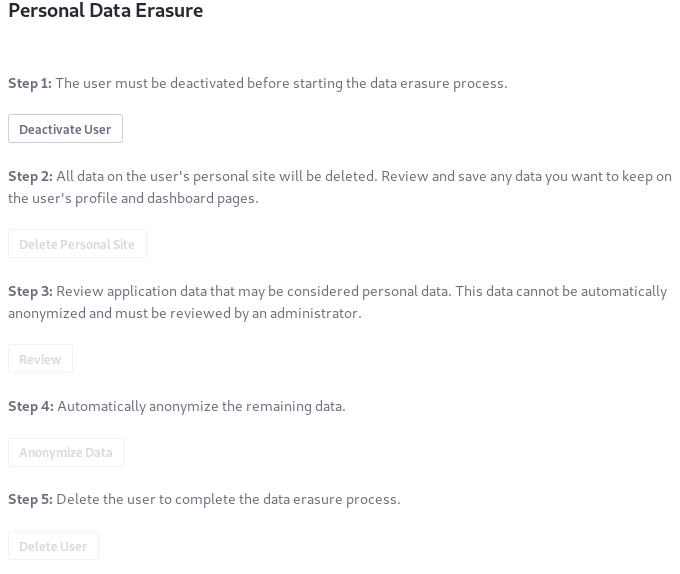 Personal Data Erasure
Step 1: The user must be deactivated before starting the data erasure process.
Deactivate User
Step 2: All data on the user's personal site will be deleted. Review and save any data you want to keep on
the user's profile and dashboard pages.
Delete Personal Site
Step 3: Review application data that may be considered personal data. This data cannot be automatically
anonymized and must be reviewed by an administrator.
Review
Step 4: Automatically anonymize the remaining data.
Anonymize Data
Step 5: Delete the user to complete the data erasure process.
Delete User